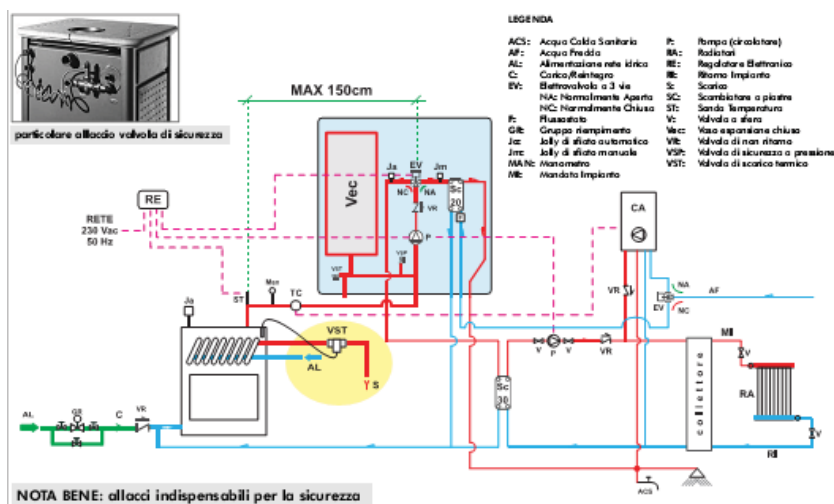 particolare allaccio valvola di sicurezza
LEGENDA
ACS: Acqua Calda Sanitaria
AF: Acqua Fredda
AL: Alimentazione rete idrica
C: Carico/Reintegro
EV: Elettrovalvola a 3 vie
NA: Normalmente Aperta
NC: Normalmente Chiusa
F: Flussostato
GR: Gruppo riempimento
Ja: Jolly di sfiato automatico
Jm: Jolly di sfiato manuale
MAN: Manometro
MI: Mandata Impianto
P: Pompa (circolatore)
RA: Radiatori
RE: Regolatore Elettronico
RI: Ritorno Impianto
S: Scarico
SC: Scambiatore a piastre
ST: Sonda Temperatura
V: Valvola a sfera
Vec: Vaso espansione chiuso
VR: Valvola di non ritorno
VSP: Valvola di sicurezza a pressione
VST: Valvola di scarico termico
MAX 150cm
Ja
EV
Jm
NC
NA
Sc
20
Vec
VR
P
VST
VSP
RE
RETE
230 Vac
50 Hz
CA
NA
VR
EV
AF
NC
ST
Man
TC
Ja
VST
AL
S
V
P
V
VR
MI
V
collettore
RA
Sc
30
V
RI
AL
GR
C
VR
ACS
NOTA BENE: allacci indispensabili per la sicurezza